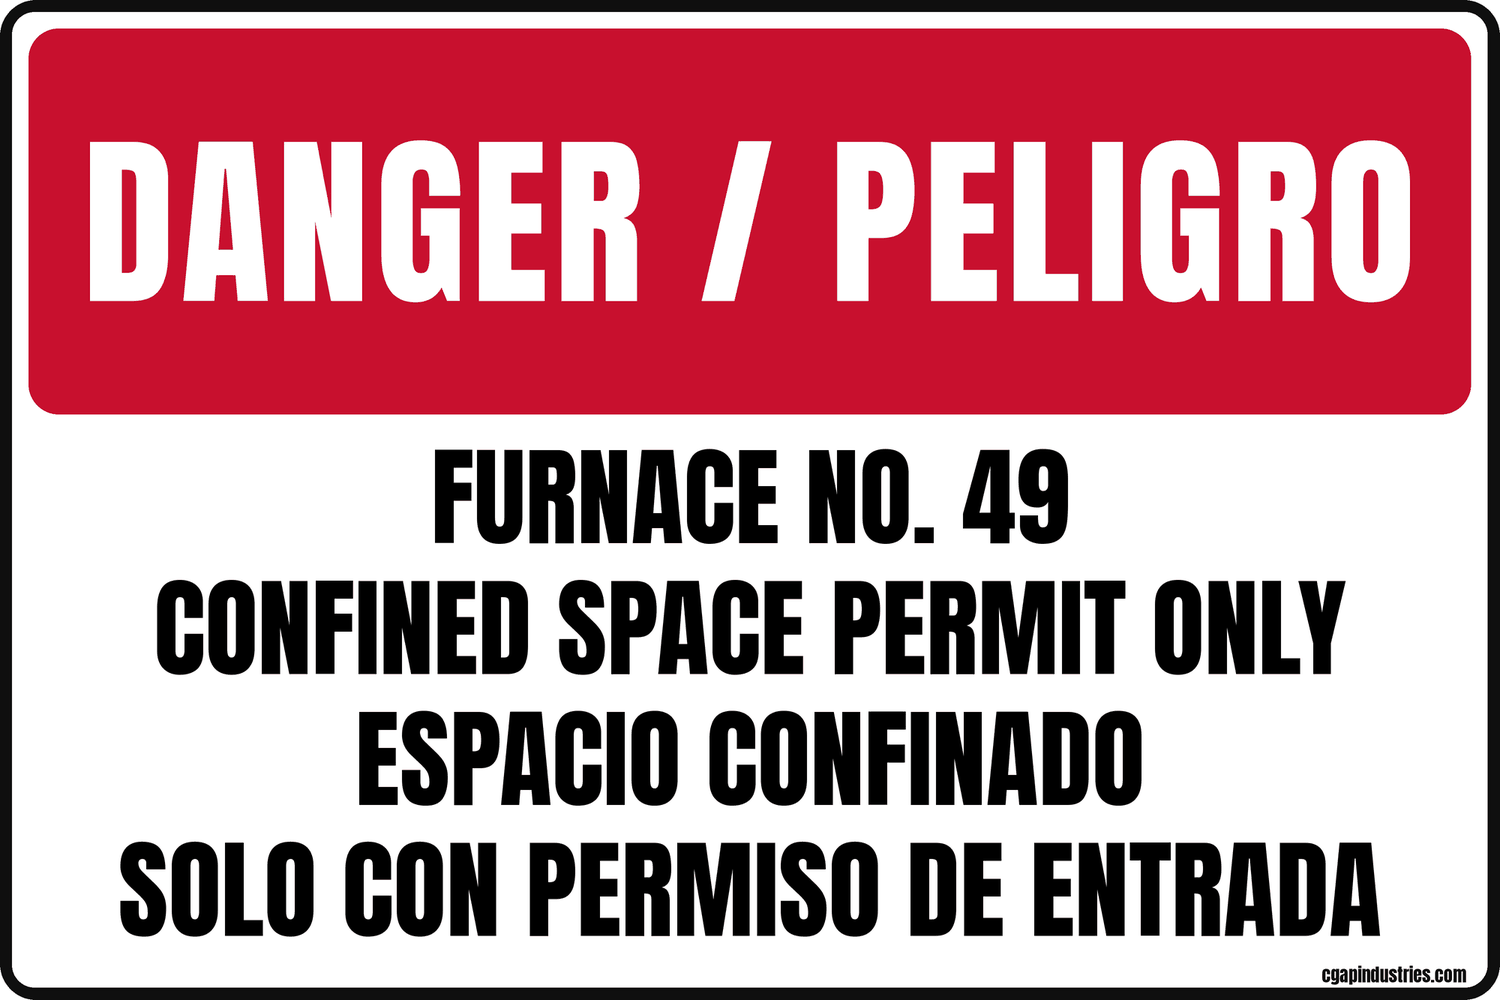 DANGER / PELIGRO
FURNACE NO. 49
CONFINED SPACE PERMIT ONLY
ESPACIO CONFINADO
SOLO CON PERMISO DE ENTRADA
cgapindustries.com